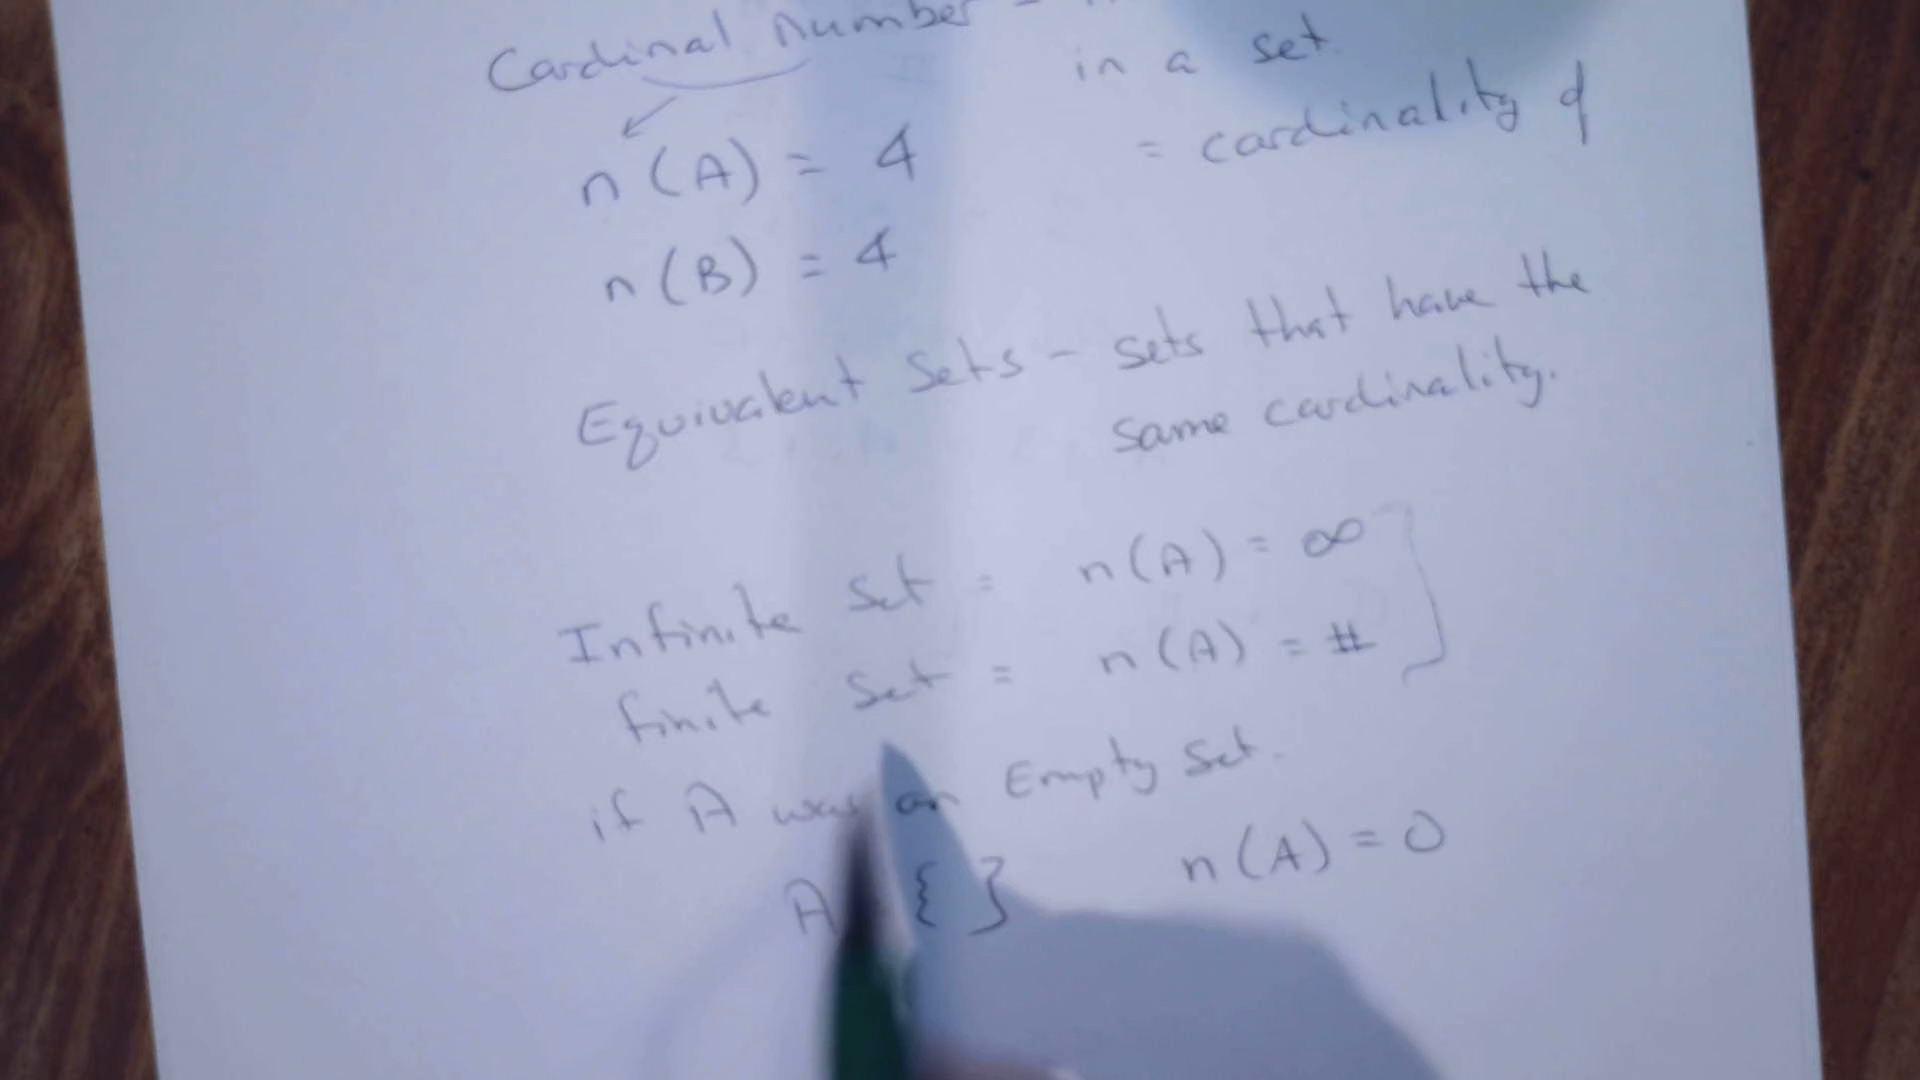 Cardinal Number -
in a set.
n(A) = 4
= cardinality of
n(B) = 4
Equivalent Sets - sets that have the
same cardinality.
Infinite Set = n(A) = ∞
finite Set = n(A) = #
if A was an Empty Set.
A { } n(A) = 0